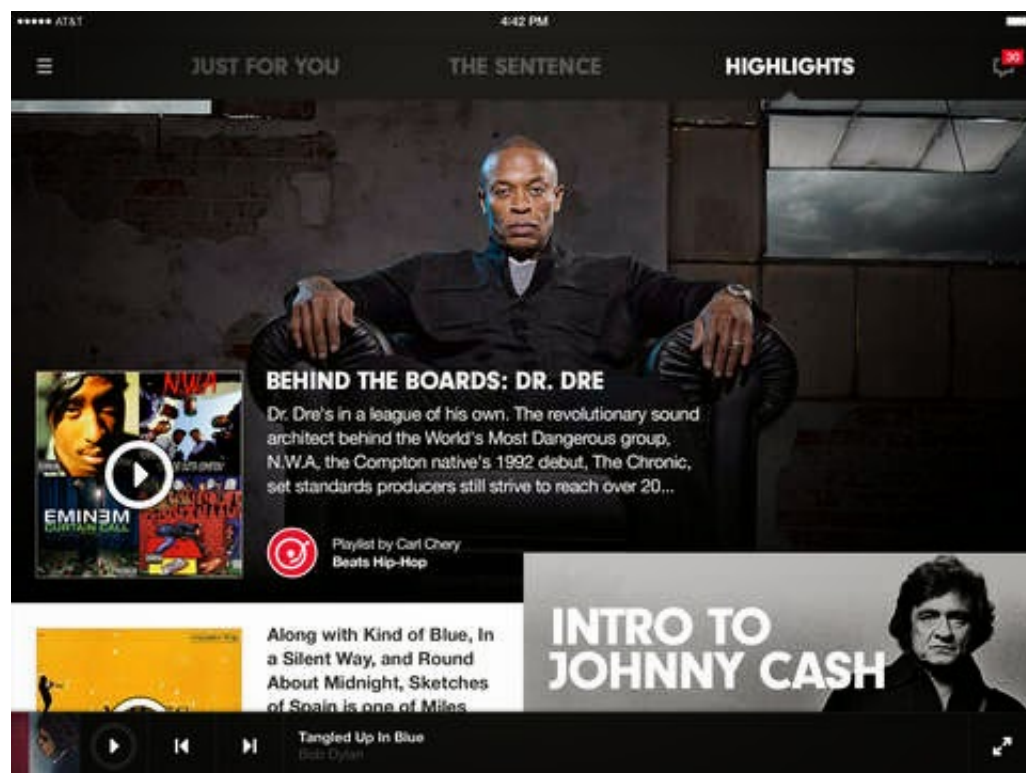 AT&T
4:42 PM
JUST FOR YOU
THE SENTENCE
HIGHLIGHTS
30
BEHIND THE BOARDS: DR. DRE
Dr. Dre's in a league of his own. The revolutionary sound
architect behind the World's Most Dangerous group,
N.W.A, the Compton native's 1992 debut, The Chronic,
set standards producers still strive to reach over 20...
N.W.A
EMINEM
CURTAIN CALL
Playlist by Carl Chery
Beats Hip-Hop
INTRO TO
JOHNNY CASH
Along with Kind of Blue, In
a Silent Way, and Round
About Midnight, Sketches
of Spain is one of Miles
Tangled Up In Blue
Bob Dylan